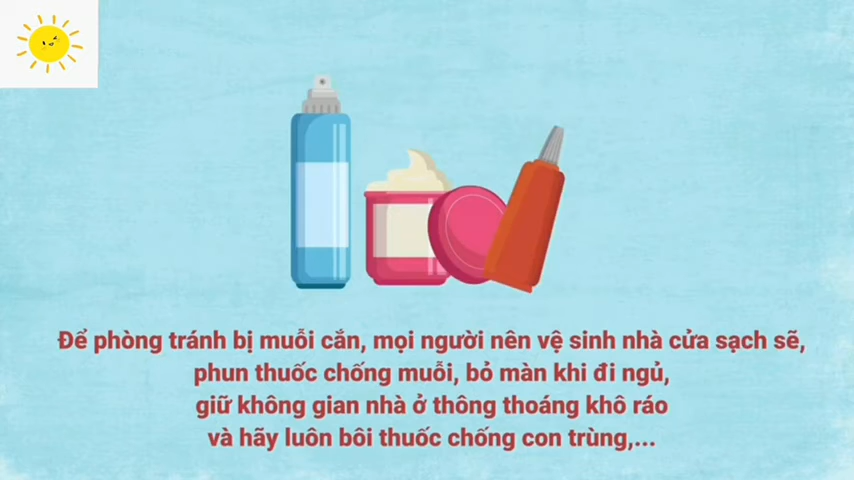 Để phòng tránh bị muỗi cắn, mọi người nên vệ sinh nhà cửa sạch sẽ,
phun thuốc chống muỗi, bỏ màn khi đi ngủ,
giữ không gian nhà ở thông thoáng khô ráo
và hãy luôn bôi thuốc chống con trùng,...